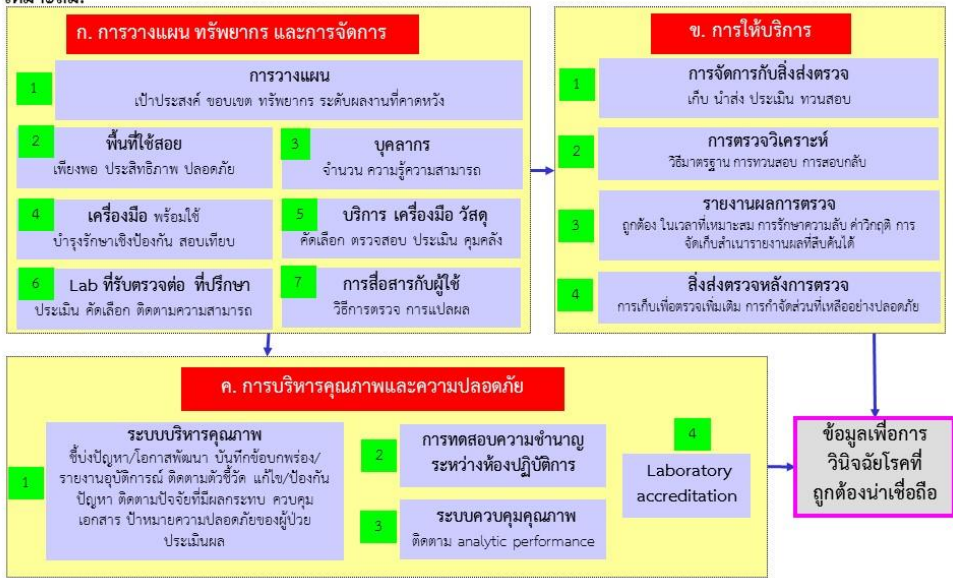 ก. การวางแผน ทรัพยากร และการจัดการ
1
การวางแผน
เป้าประสงค์ ขอบเขต ทรัพยากร ระดับผลงานที่คาดหวัง
2
พื้นที่ใช้สอย
เพียงพอ ประสิทธิภาพ ปลอดภัย
3
บุคลากร
จำนวน ความรู้ความสามารถ
4
เครื่องมือ พร้อมใช้
บำรุงรักษาเชิงป้องกัน สอบเทียบ
5
บริการ เครื่องมือ วัสดุ
คัดเลือก ตรวจสอบ ประเมิน คุมคลัง
6
Lab ที่รับตรวจต่อ ที่ปรึกษา
ประเมิน คัดเลือก ติดตามความสามารถ
7
การสื่อสารกับผู้ใช้
วิธีการตรวจ การแปลผล
ข. การให้บริการ
1
การจัดการกับสิ่งส่งตรวจ
เก็บ นำส่ง ประเมิน ทวนสอบ
2
การตรวจวิเคราะห์
วิธีมาตรฐาน การทวนสอบ การสอบกลับ
3
รายงานผลการตรวจ
ถูกต้อง ในเวลาที่เหมาะสม การรักษาความลับ ค่าวิกฤติ การ
จัดเก็บสำเนารายงานผลที่สืบค้นได้
4
สิ่งส่งตรวจหลังการตรวจ
การเก็บเพื่อตรวจเพิ่มเติม การกำจัดส่วนที่เหลืออย่างปลอดภัย
ค. การบริหารคุณภาพและความปลอดภัย
1
ระบบบริหารคุณภาพ
ชี้บ่งปัญหา/โอกาสพัฒนา บันทึกข้อบกพร่อง/
รายงานอุบัติการณ์ ติดตามตัวชี้วัด แก้ไข/ป้องกัน
ปัญหา ติดตามปัจจัยที่มีผลกระทบ ควบคุม
เอกสาร ป้าหมายความปลอดภัยของผู้ป่วย
ประเมินผล
2
การทดสอบความชำนาญ
ระหว่างห้องปฏิบัติการ
3
ระบบควบคุมคุณภาพ
ติดตาม analytic performance
4
Laboratory
accreditation
ข้อมูลเพื่อการ
วินิจฉัยโรคที่
ถูกต้องน่าเชื่อถือ